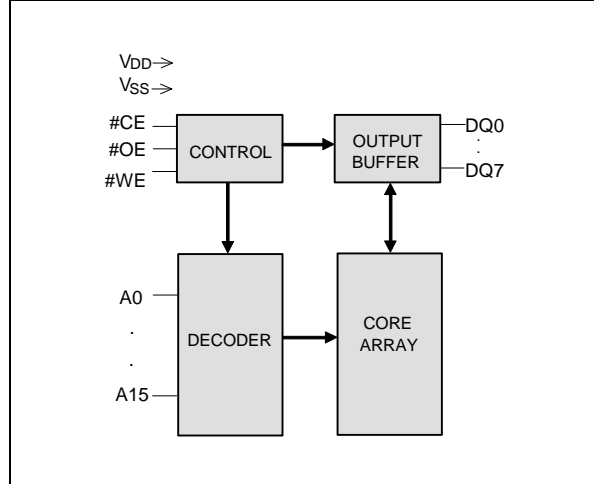 VDD
VSS
#CE
#OE
#WE
CONTROL
OUTPUT
BUFFER
DQ0
.
.
DQ7
A0
.
.
A15
DECODER
CORE
ARRAY